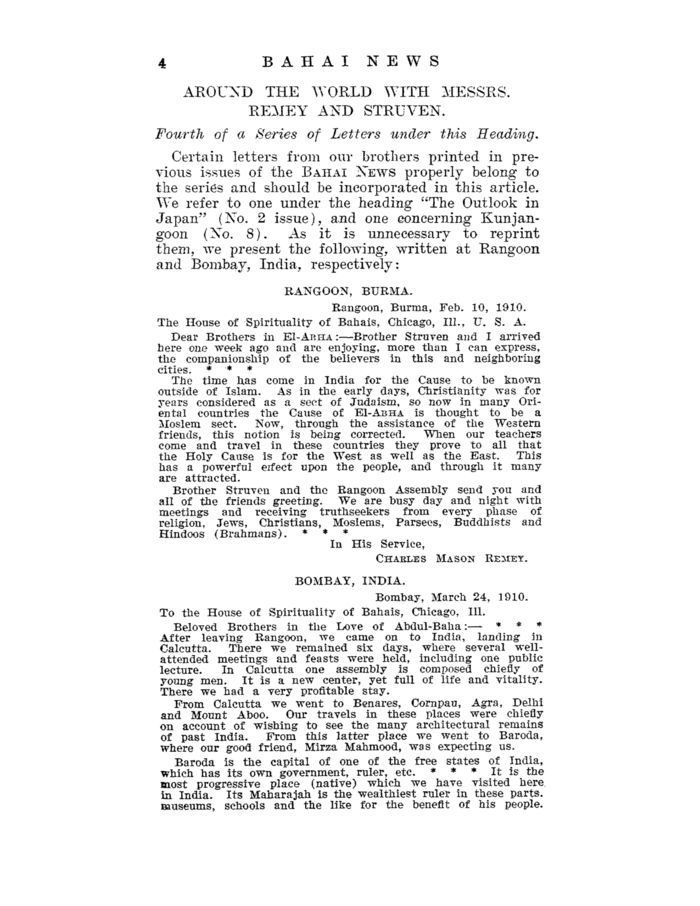 4 BAHAI NEWS
AROUND THE WORLD WITH MESSRS.
REMEY AND STRUVEN.
Fourth of a Series of Letters under this Heading.
Certain letters from our brothers printed in pre-
vious issues of the BAHAI NEWS properly belong to
the series and should be incorporated in this article.
We refer to one under the heading “The Outlook in
Japan” (No. 2 issue), and one concerning Kunjan-
goon (No. 8). As it is unnecessary to reprint
them, we present the following, written at Rangoon
and Bombay, India, respectively:
RANGOON, BURMA.
Rangoon, Burma, Feb. 10, 1910.
The House of Spirituality of Bahais, Chicago, Ill., U. S. A.
Dear Brothers in EL-ABHA:—Brother Struven and I arrived
here one week ago and are enjoying, more than I can express,
the companionship of the believers in this and neighboring
cities. * * *
The time has come in India for the Cause to be known
outside of Islam. As in the early days, Christianity was for
years considered as a sect of Judaism, so now in many Ori-
ental countries the Cause of EL-ABHA is thought to be a
Moslem sect. Now, through the assistance of the Western
friends, this notion is being corrected. When our teachers
come and travel in these countries they prove to all that
the Holy Cause is for the West as well as the East. This
has a powerful effect upon the people, and through it many
are attracted.
Brother Struven and the Rangoon Assembly send you and
all of the friends greeting. We are busy day and night with
meetings and receiving truthseekers from every phase of
religion, Jews, Christians, Moslems, Parsees, Buddhists and
Hindoos (Brahmans). * * *
In His Service,
CHARLES MASON REMEY.
BOMBAY, INDIA.
Bombay, March 24, 1910.
To the House of Spirituality of Bahais, Chicago, Ill.
Beloved Brothers in the Love of Abdul-Baha:— * * *
After leaving Rangoon, we came on to India, landing in
Calcutta. There we remained six days, where several well-
attended meetings and feasts were held, including one public
lecture. In Calcutta one assembly is composed chiefly of
young men. It is a new center, yet full of life and vitality.
There we had a very profitable stay.
From Calcutta we went to Benares, Cornpau, Agra, Delhi
and Mount Aboo. Our travels in these places were chiefly
on account of wishing to see the many architectural remains
of past India. From this latter place we went to Baroda,
where our good friend, Mirza Mahmood, was expecting us.
Baroda is the capital of one of the free states of India,
which has its own government, ruler, etc. * * * It is the
most progressive place (native) which we have visited here
in India. Its Maharajah is the wealthiest ruler in these parts.
museums, schools and the like for the benefit of his people.